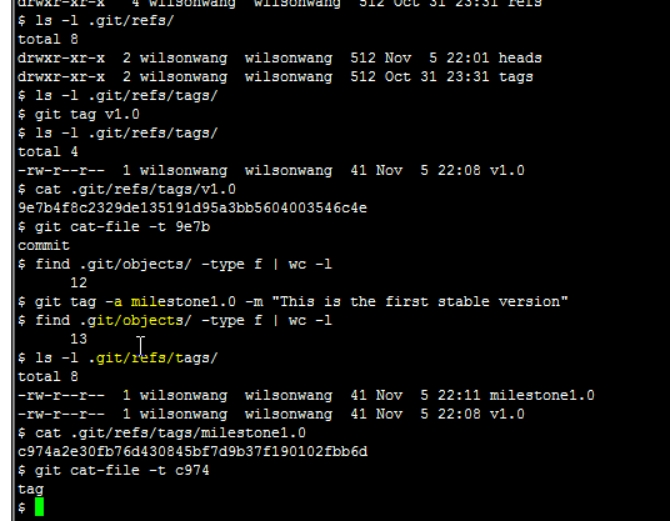 drwxr-xr-x  4 wilsonwang  wilsonwang  512 Oct 31 23:31 refs
$ ls -l .git/refs/
total 8
drwxr-xr-x  2 wilsonwang  wilsonwang  512 Nov  5 22:01 heads
drwxr-xr-x  2 wilsonwang  wilsonwang  512 Oct 31 23:31 tags
$ ls -l .git/refs/tags/
$ git tag v1.0
$ ls -l .git/refs/tags/
total 4
-rw-r--r--  1 wilsonwang  wilsonwang  41 Nov  5 22:08 v1.0
$ cat .git/refs/tags/v1.0
9e7b4f8c2329de135191d95a3bb5604003546c4e
$ git cat-file -t 9e7b
commit
$ find .git/objects/ -type f | wc -l
      12
$ git tag -a milestone1.0 -m "This is the first stable version"
$ find .git/objects/ -type f | wc -l
      13
$ ls -l .git/refs/tags/
total 8
-rw-r--r--  1 wilsonwang  wilsonwang  41 Nov  5 22:11 milestone1.0
-rw-r--r--  1 wilsonwang  wilsonwang  41 Nov  5 22:08 v1.0
$ cat .git/refs/tags/milestone1.0
c974a2e30fb76d430845bf7d9b37f190102fbb6d
$ git cat-file -t c974
tag
$